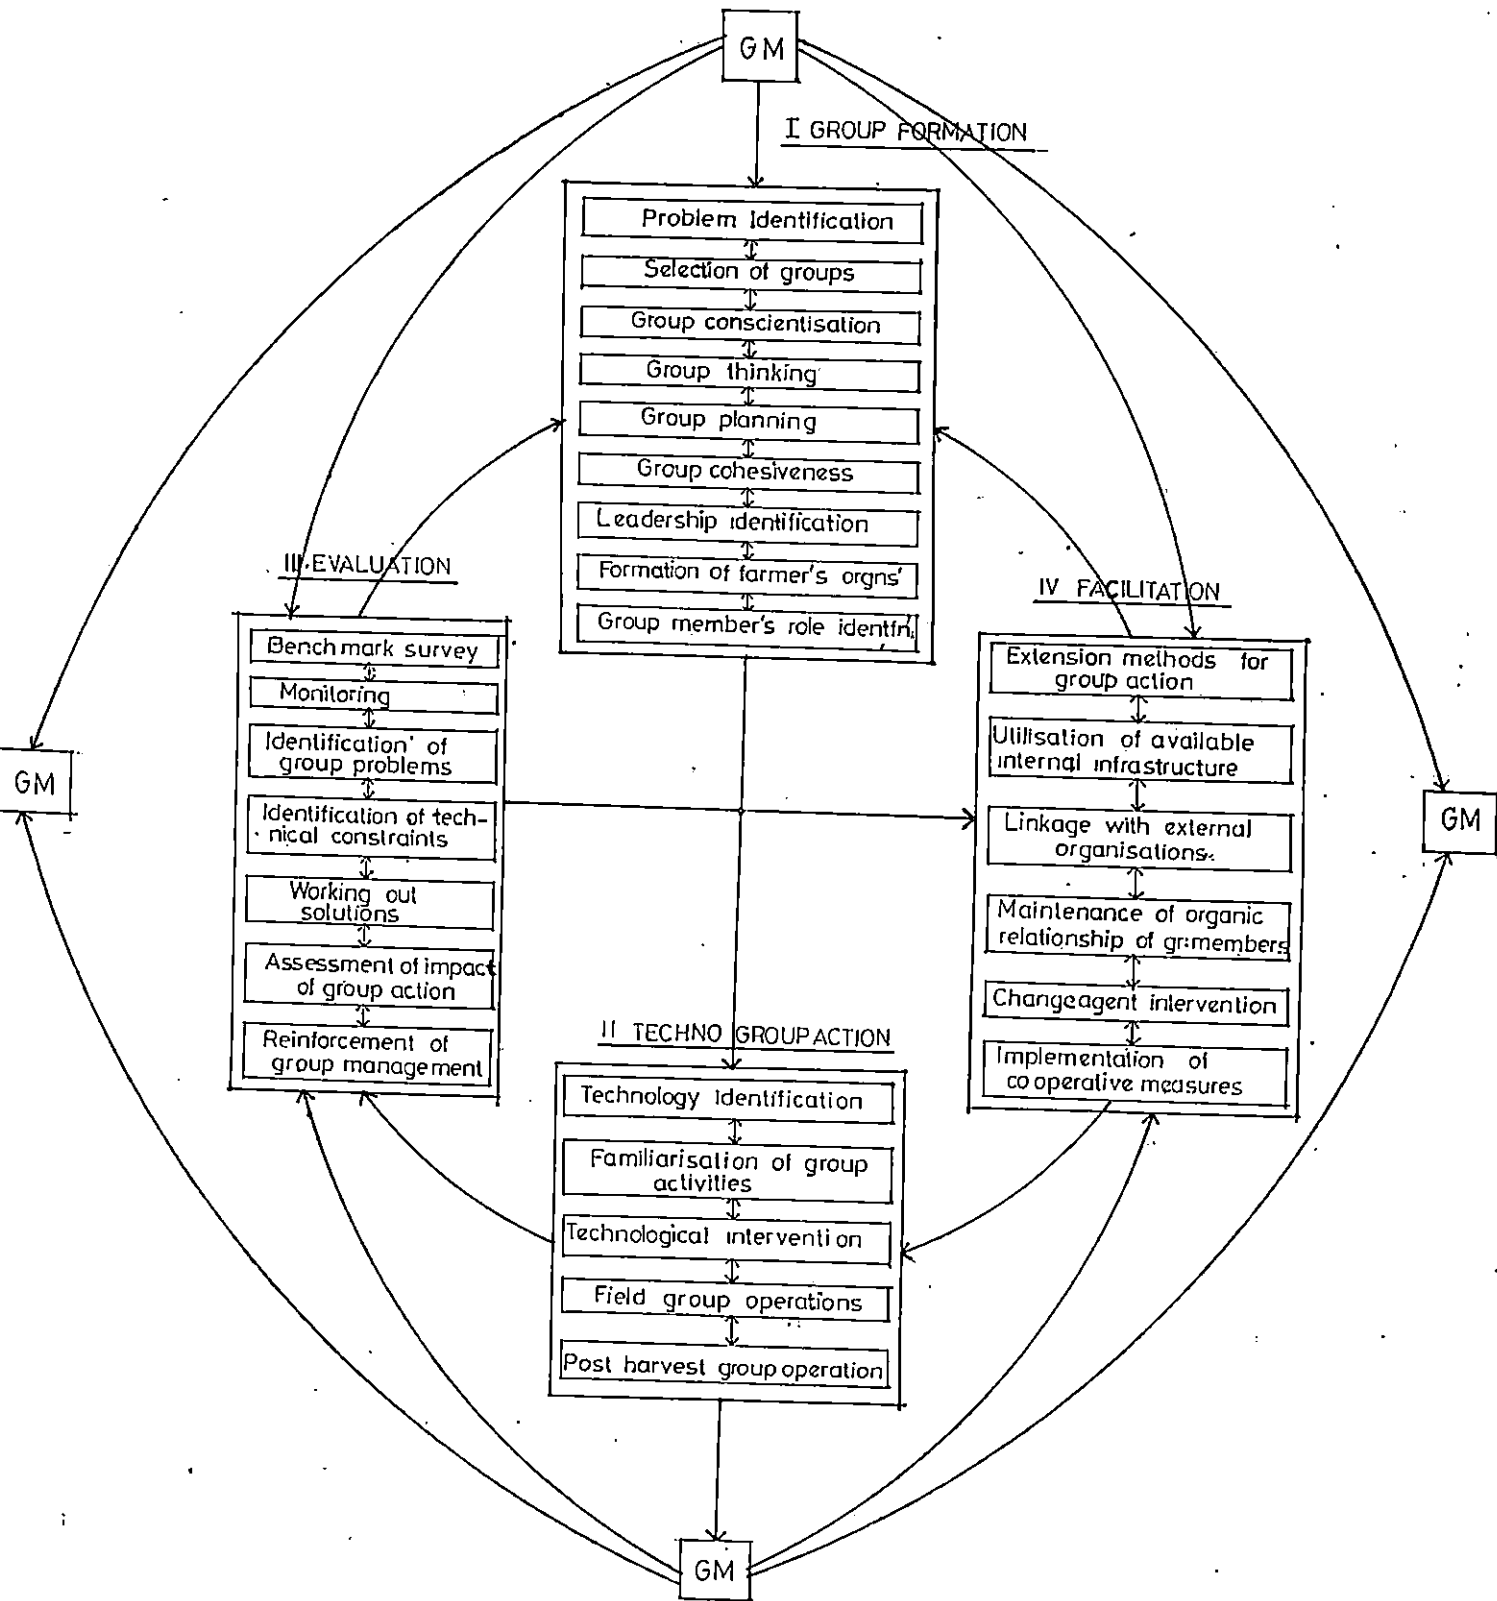 GM
I GROUP FORMATION
Problem Identification
Selection of groups
Group conscientisation
Group thinking
Group planning
Group cohesiveness
Leadership identification
Formation of farmer's orgns'
Group member's role identfn.
III EVALUATION
Benchmark survey
Monitoring
Identification of
group problems
Identification of tech-
nical constraints
Working out
solutions
Assessment of impact
of group action
Reinforcement of
group management
IV FACILITATION
Extension methods for
group action
Utilisation of available
internal infrastructure
Linkage with external
organisations.
Maintenance of organic
relationship of gr:members
Changeagent intervention
Implementation of
cooperative measures
GM
GM
II TECHNO GROUP ACTION
Technology Identification
Familiarisation of group
activities
Technological intervention
Field group operations
Post harvest group operation
GM